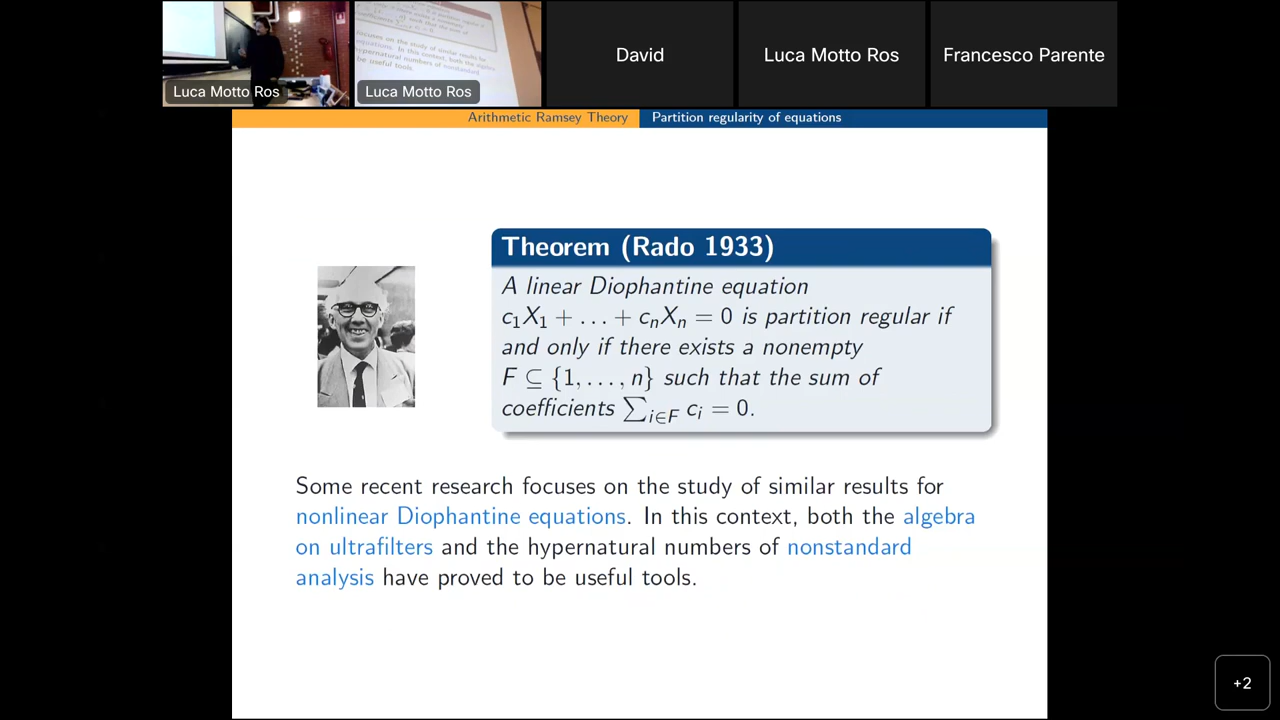 Luca Motto Ros
Luca Motto Ros
David
Luca Motto Ros
Francesco Parente
Arithmetic Ramsey Theory
Partition regularity of equations
Theorem (Rado 1933)
A linear Diophantine equation
c₁X₁ + … + cₙXₙ = 0 is partition regular if
and only if there exists a nonempty
F ⊆ {1, …, n} such that the sum of
coefficients ∑ᵢ∈F cᵢ = 0.
Some recent research focuses on the study of similar results for
nonlinear Diophantine equations. In this context, both the algebra
on ultrafilters and the hypernatural numbers of nonstandard
analysis have proved to be useful tools.
+2